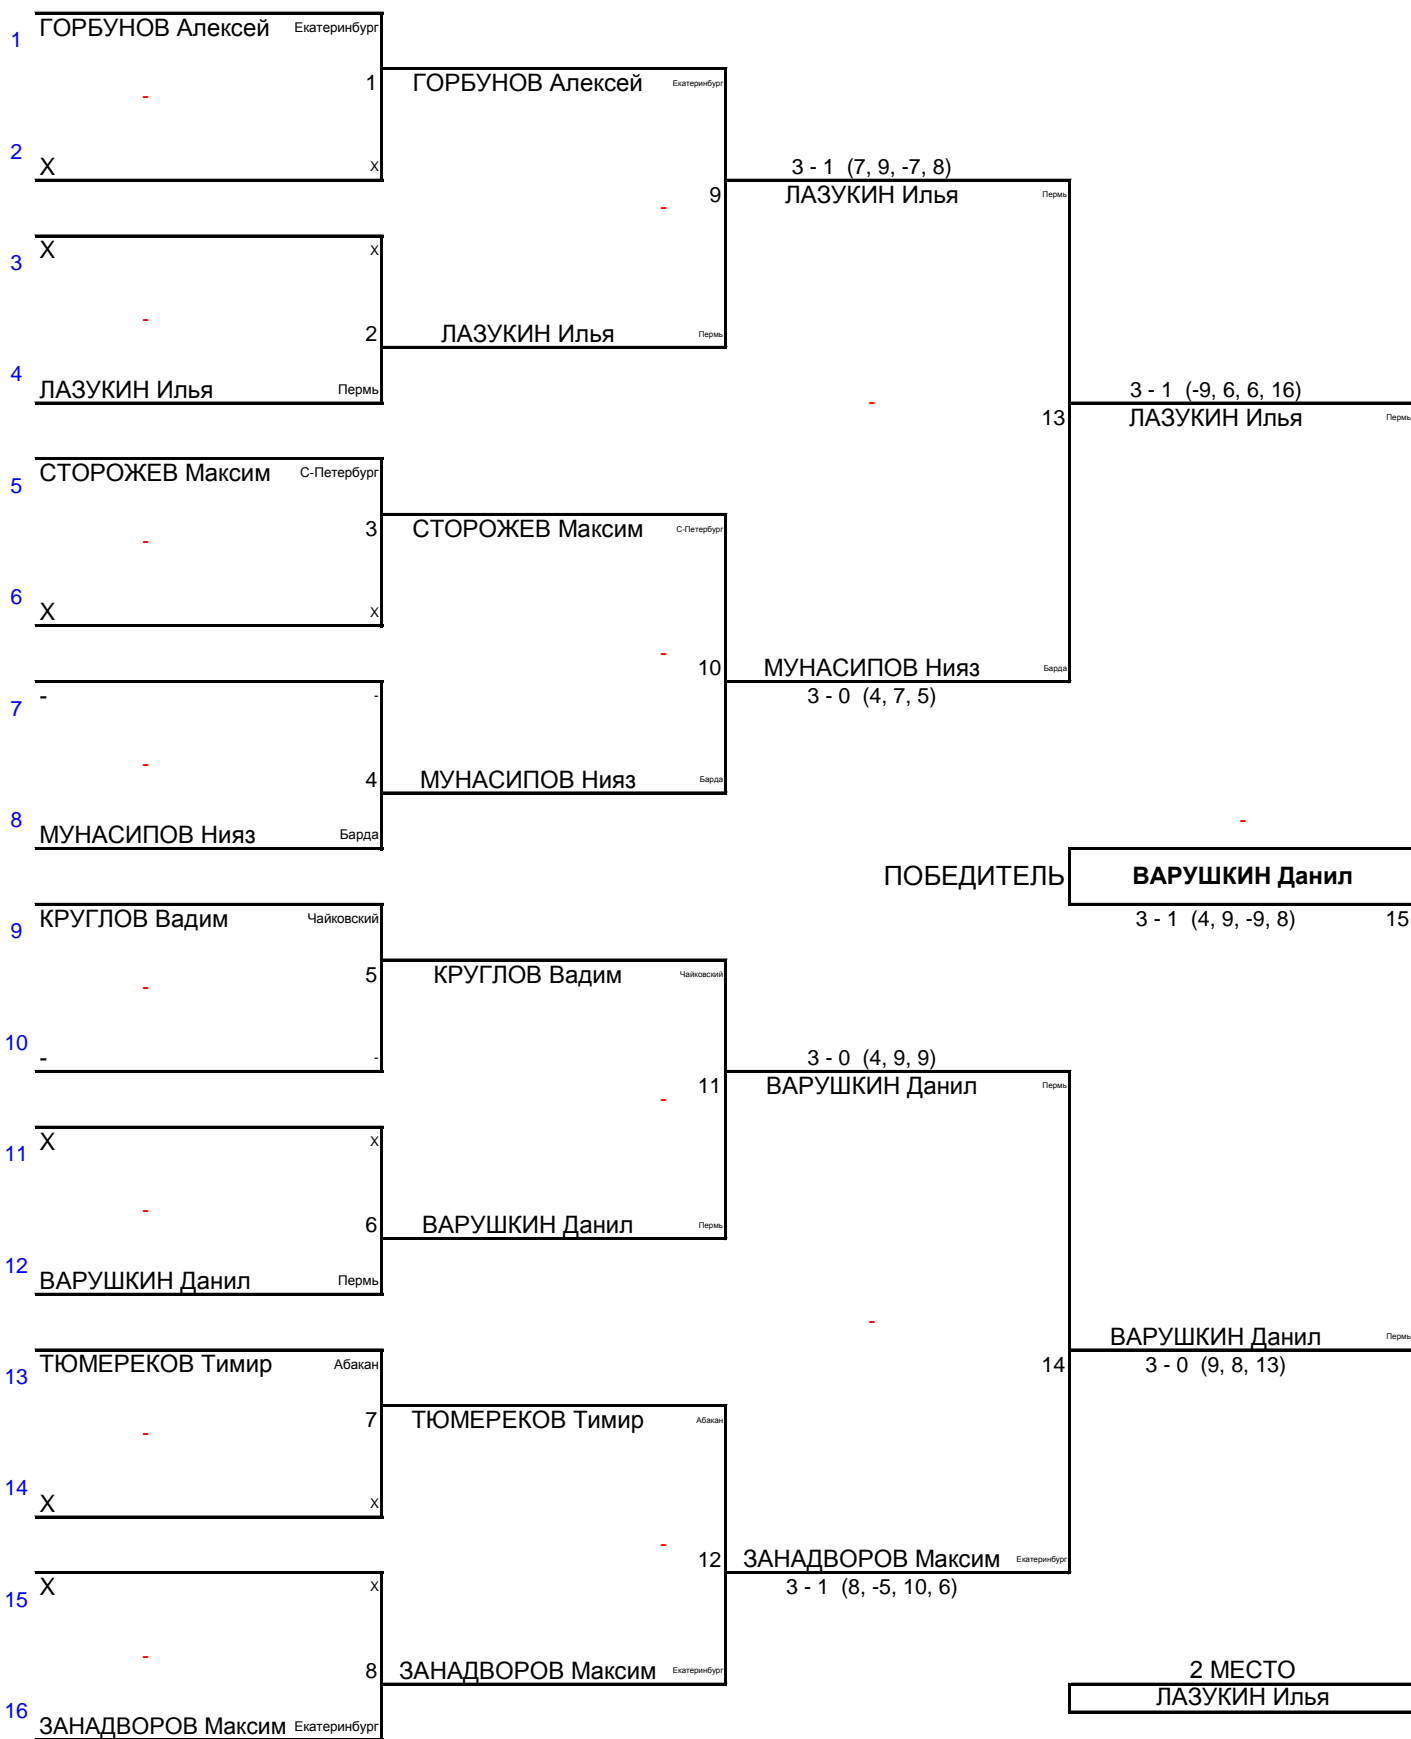 1 ГОРБУНОВ Алексей Екатеринбург
1 ГОРБУНОВ Алексей Екатеринбург
-
2 X X
3 - 1 (7, 9, -7, 8)
9 ЛАЗУКИН Илья Пермь
-
3 X X
-
2 ЛАЗУКИН Илья Пермь
4 ЛАЗУКИН Илья Пермь
3 - 1 (-9, 6, 6, 16)
-
13 ЛАЗУКИН Илья Пермь
5 СТОРОЖЕВ Максим С-Петербург
3 СТОРОЖЕВ Максим С-Петербург
-
6 X X
-
10 МУНАСИПОВ Нияз Барда
3 - 0 (4, 7, 5)
7 - -
-
4 МУНАСИПОВ Нияз Барда
8 МУНАСИПОВ Нияз Барда
-
ПОБЕДИТЕЛЬ ВАРУШКИН Данил
3 - 1 (4, 9, -9, 8) 15
9 КРУГЛОВ Вадим Чайковский
5 КРУГЛОВ Вадим Чайковский
-
10 - -
3 - 0 (4, 9, 9)
11 ВАРУШКИН Данил Пермь
-
11 X X
-
6 ВАРУШКИН Данил Пермь
12 ВАРУШКИН Данил Пермь
-
ВАРУШКИН Данил Пермь
14 3 - 0 (9, 8, 13)
13 ТЮМЕРЕКОВ Тимир Абакан
7 ТЮМЕРЕКОВ Тимир Абакан
-
14 X X
-
12 ЗАНАДВОРОВ Максим Екатеринбург
3 - 1 (8, -5, 10, 6)
15 X X
-
8 ЗАНАДВОРОВ Максим Екатеринбург
16 ЗАНАДВОРОВ Максим Екатеринбург
2 МЕСТО
ЛАЗУКИН Илья